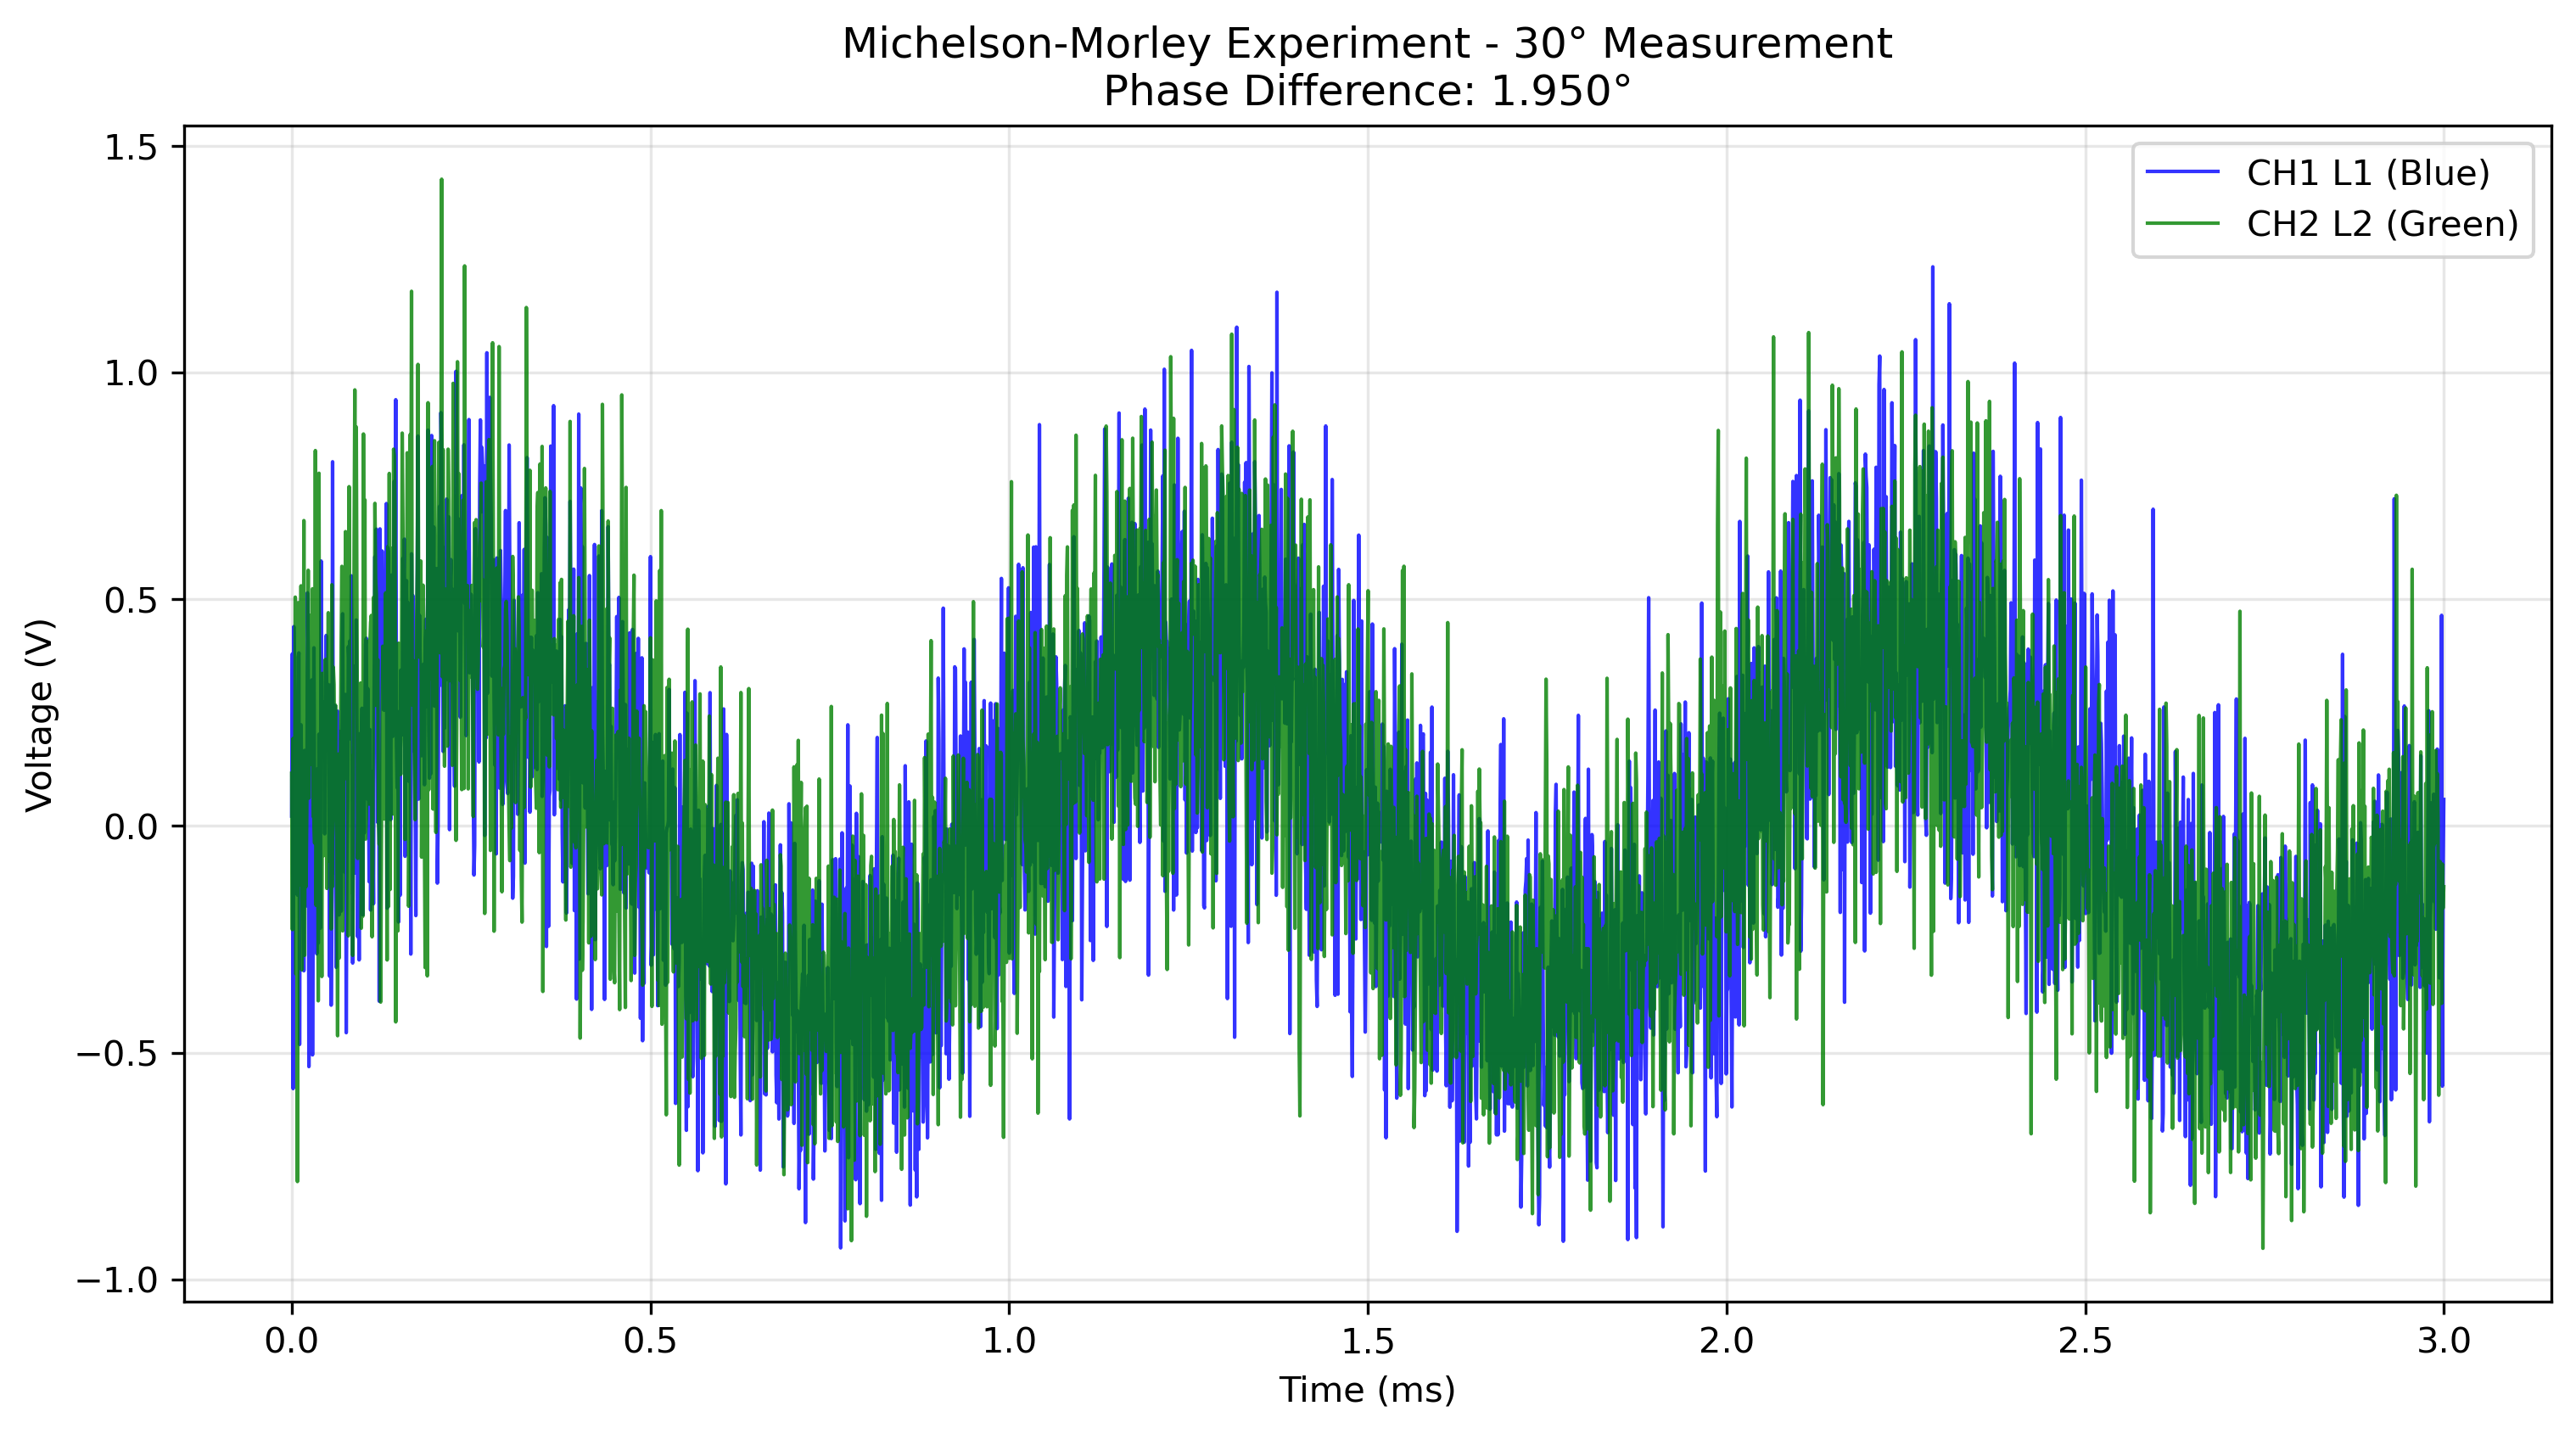 Michelson-Morley Experiment - 30° Measurement
Phase Difference: 1.950°
CH1 L1 (Blue)
CH2 L2 (Green)
Voltage (V)
1.5
1.0
0.5
0.0
−0.5
−1.0
0.0 0.5 1.0 1.5 2.0 2.5 3.0
Time (ms)